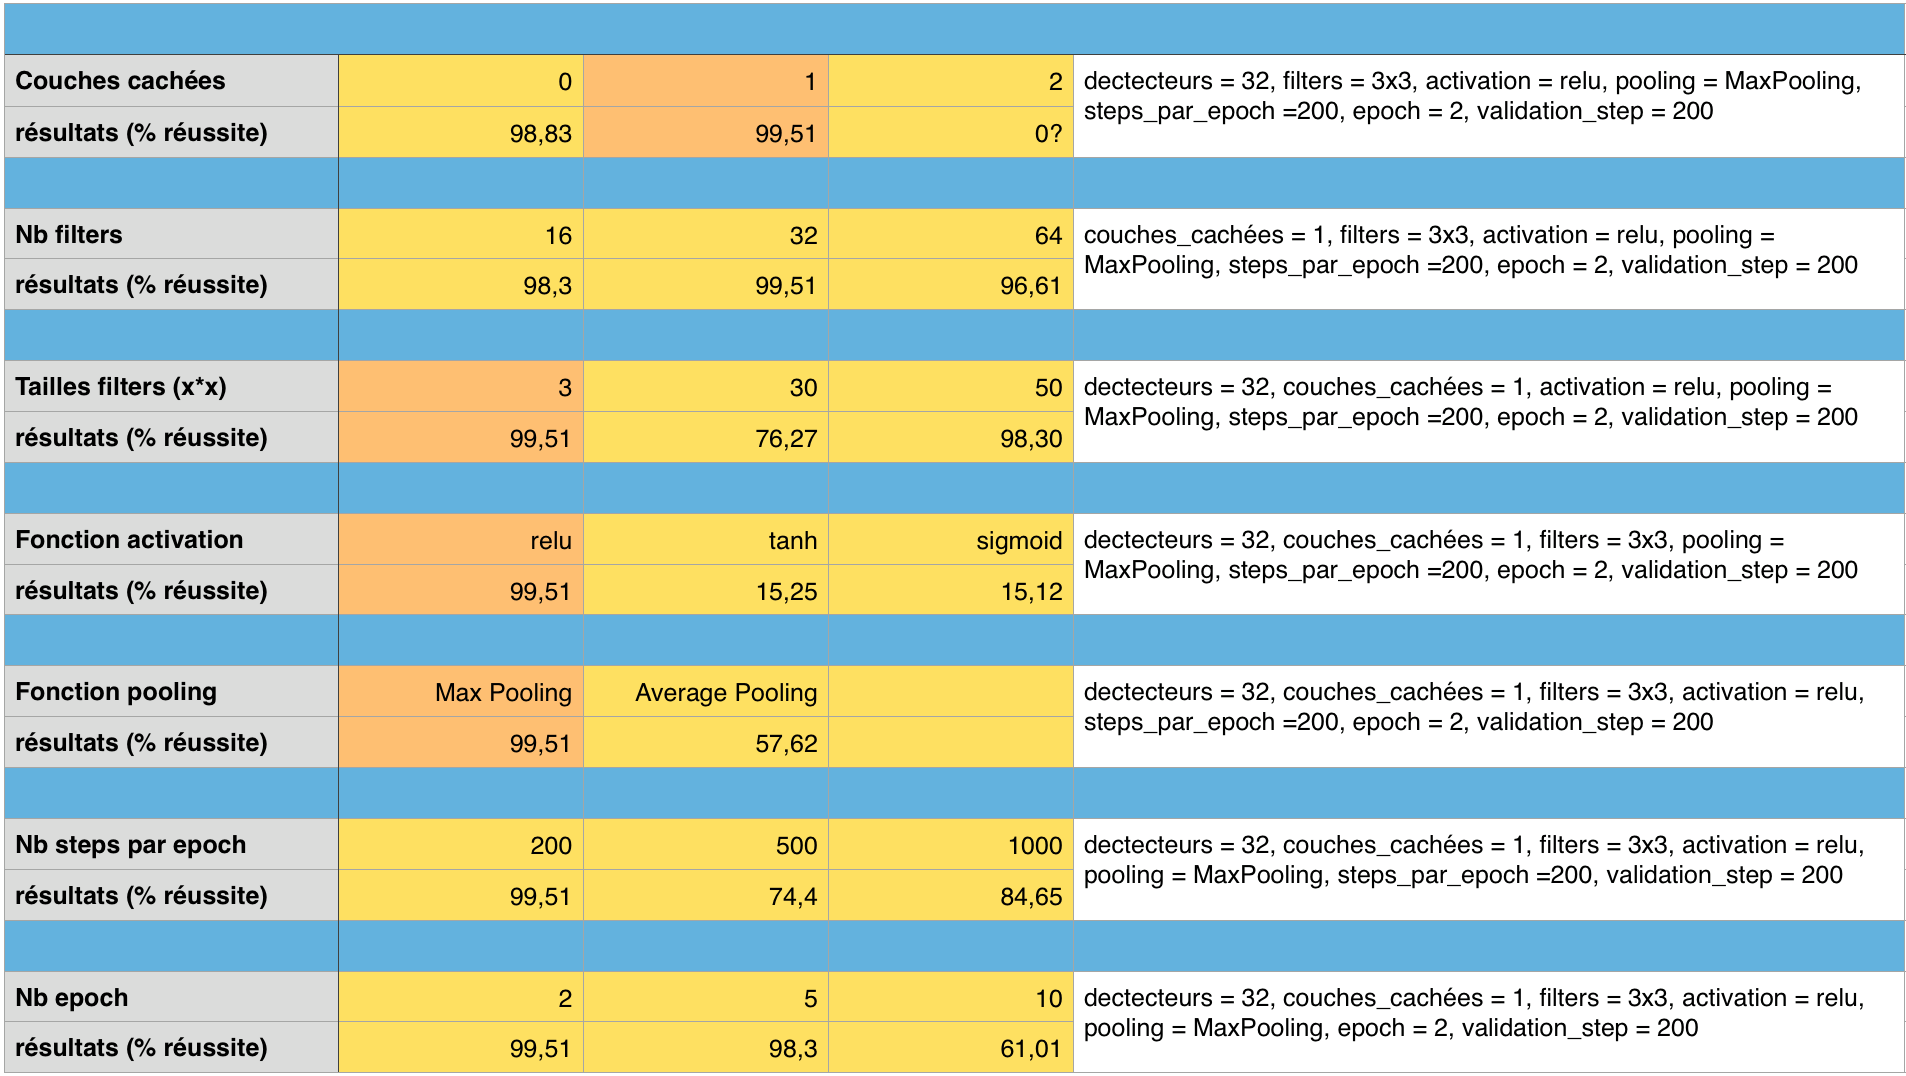 Couches cachées 0 1 2 dectecteurs = 32, filters = 3x3, activation = relu, pooling = MaxPooling,
steps_par_epoch =200, epoch = 2, validation_step = 200
résultats (% réussite) 98,83 99,51 0?
Nb filters 16 32 64 couches_cachées = 1, filters = 3x3, activation = relu, pooling =
MaxPooling, steps_par_epoch =200, epoch = 2, validation_step = 200
résultats (% réussite) 98,3 99,51 96,61
Tailles filters (x*x) 3 30 50 dectecteurs = 32, couches_cachées = 1, activation = relu, pooling =
MaxPooling, steps_par_epoch =200, epoch = 2, validation_step = 200
résultats (% réussite) 99,51 76,27 98,30
Fonction activation relu tanh sigmoid dectecteurs = 32, couches_cachées = 1, filters = 3x3, pooling =
MaxPooling, steps_par_epoch =200, epoch = 2, validation_step = 200
résultats (% réussite) 99,51 15,25 15,12
Fonction pooling Max Pooling Average Pooling dectecteurs = 32, couches_cachées = 1, filters = 3x3, activation = relu,
steps_par_epoch =200, epoch = 2, validation_step = 200
résultats (% réussite) 99,51 57,62
Nb steps par epoch 200 500 1000 dectecteurs = 32, couches_cachées = 1, filters = 3x3, activation = relu,
pooling = MaxPooling, steps_par_epoch =200, validation_step = 200
résultats (% réussite) 99,51 74,4 84,65
Nb epoch 2 5 10 dectecteurs = 32, couches_cachées = 1, filters = 3x3, activation = relu,
pooling = MaxPooling, epoch = 2, validation_step = 200
résultats (% réussite) 99,51 98,3 61,01